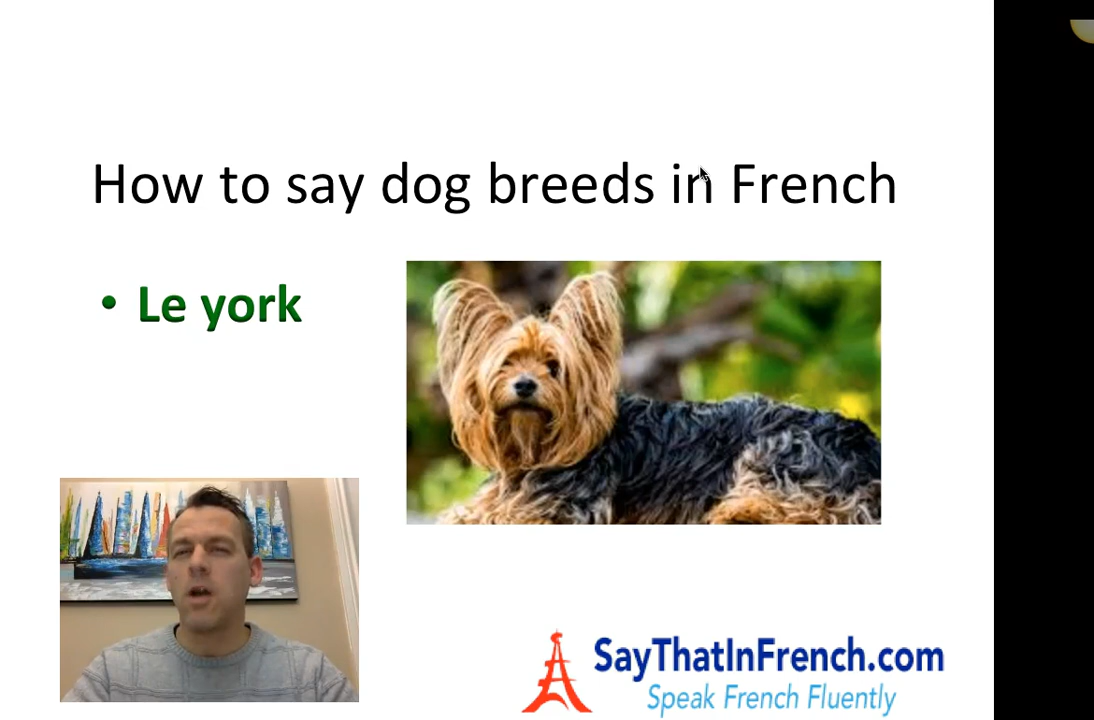 How to say dog breeds in French
• Le york
SayThatInFrench.com
Speak French Fluently